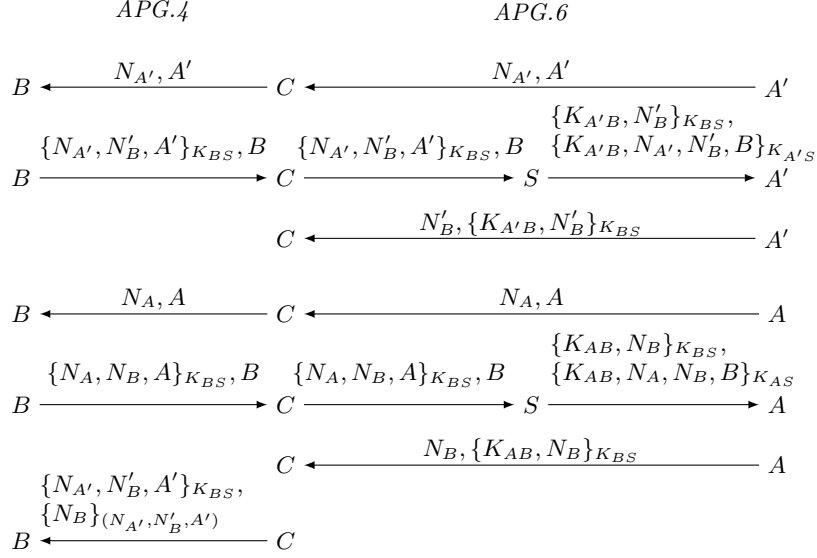 APG.4 APG.6
N_{A'}, A' N_{A'}, A'
B C A'
{K_{A'B}, N'_B}_{K_{BS}},
{N_{A'}, N'_B, A'}_{K_{BS}}, B {N_{A'}, N'_B, A'}_{K_{BS}}, B {K_{A'B}, N_{A'}, N'_B, B}_{K_{A'S}}
B C S A'
N'_B, {K_{A'B}, N'_B}_{K_{BS}}
C A'
N_A, A N_A, A
B C A
{K_{AB}, N_B}_{K_{BS}},
{N_A, N_B, A}_{K_{BS}}, B {N_A, N_B, A}_{K_{BS}}, B {K_{AB}, N_A, N_B, B}_{K_{AS}}
B C S A
N_B, {K_{AB}, N_B}_{K_{BS}}
C A
{N_{A'}, N'_B, A'}_{K_{BS}},
{N_B}_{(N_{A'}, N'_B, A')}
B C